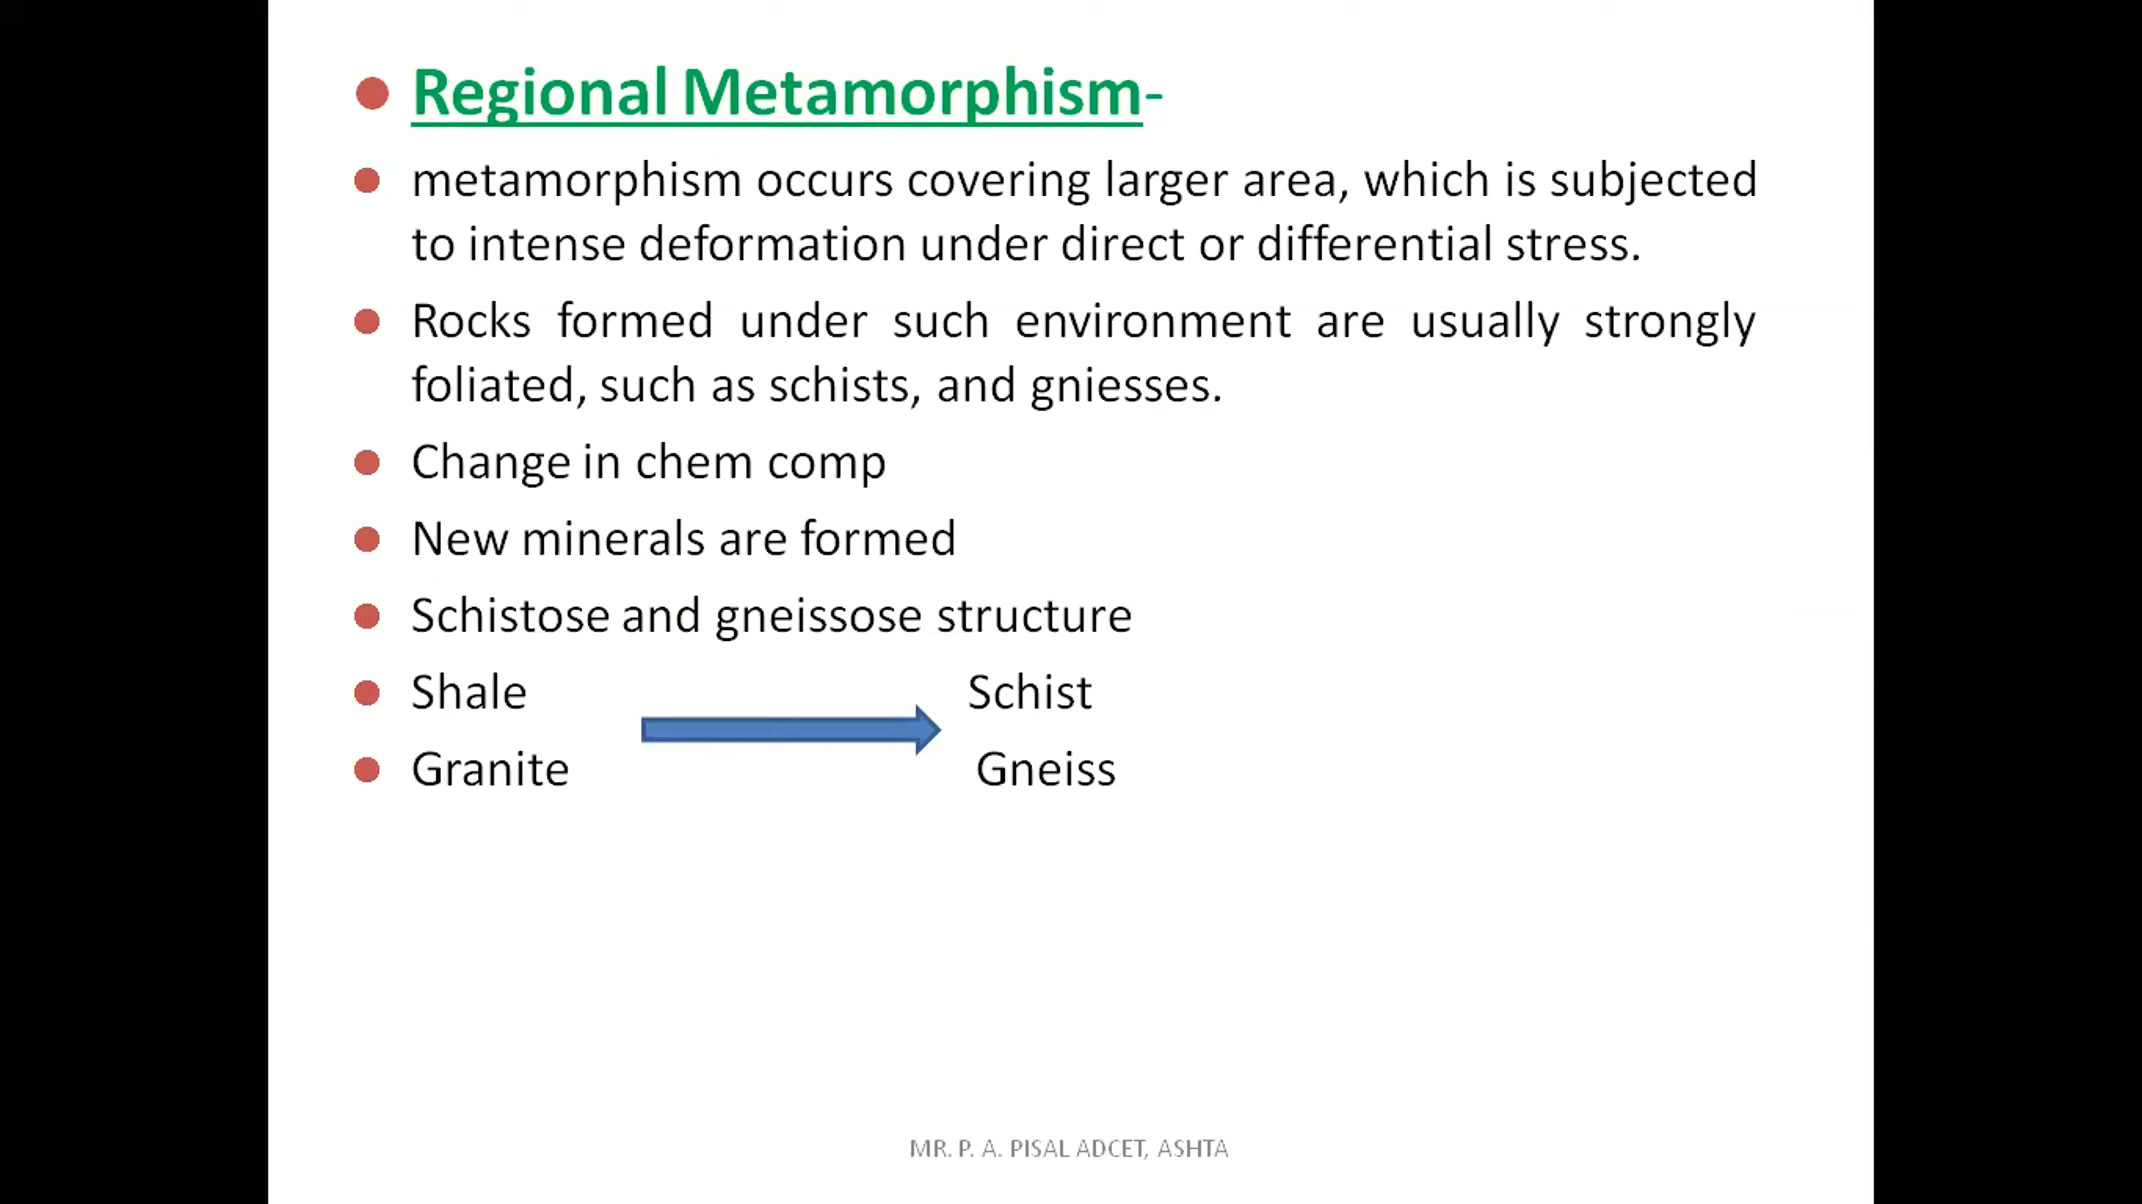 Regional Metamorphism-
metamorphism occurs covering larger area, which is subjected
to intense deformation under direct or differential stress.
Rocks formed under such environment are usually strongly
foliated, such as schists, and gniesses.
Change in chem comp
New minerals are formed
Schistose and gneissose structure
Shale Schist
Granite Gneiss
MR. P. A. PISAL ADCET, ASHTA